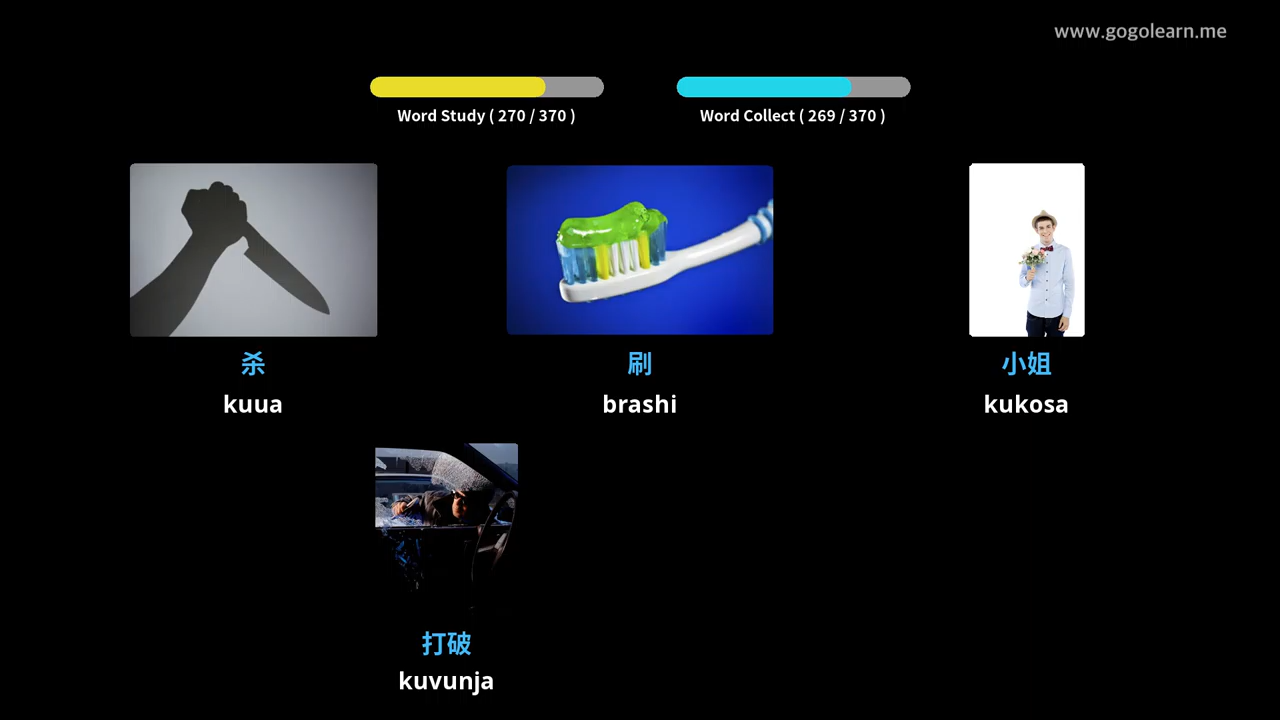 www.gogolearn.me
Word Study ( 270 / 370 )
Word Collect ( 269 / 370 )
杀
刷
小姐
kuua
brashi
kukosa
打破
kuvunja